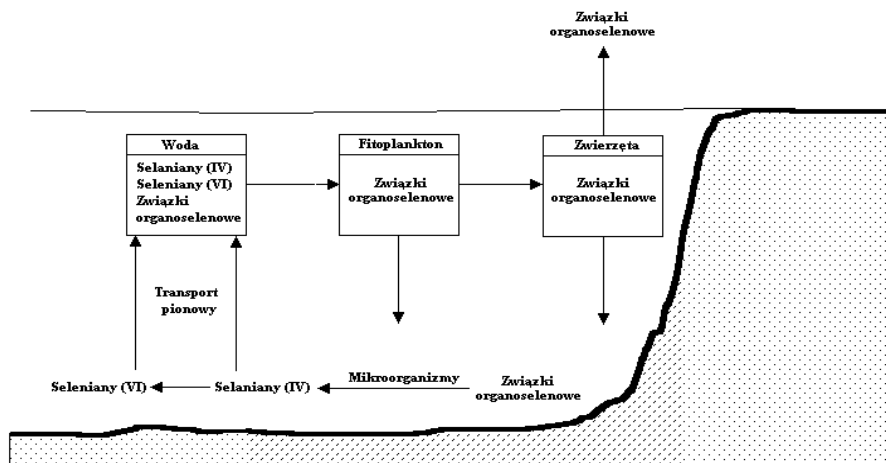 Związki
organoselenowe
Woda
Selaniany (IV)
Seleniany (VI)
Związki
organoselenowe
Fitoplankton
Związki
organoselenowe
Zwierzęta
Związki
organoselenowe
Transport
pionowy
Seleniany (VI)
Selaniany (IV)
Mikroorganizmy
Związki
organoselenowe